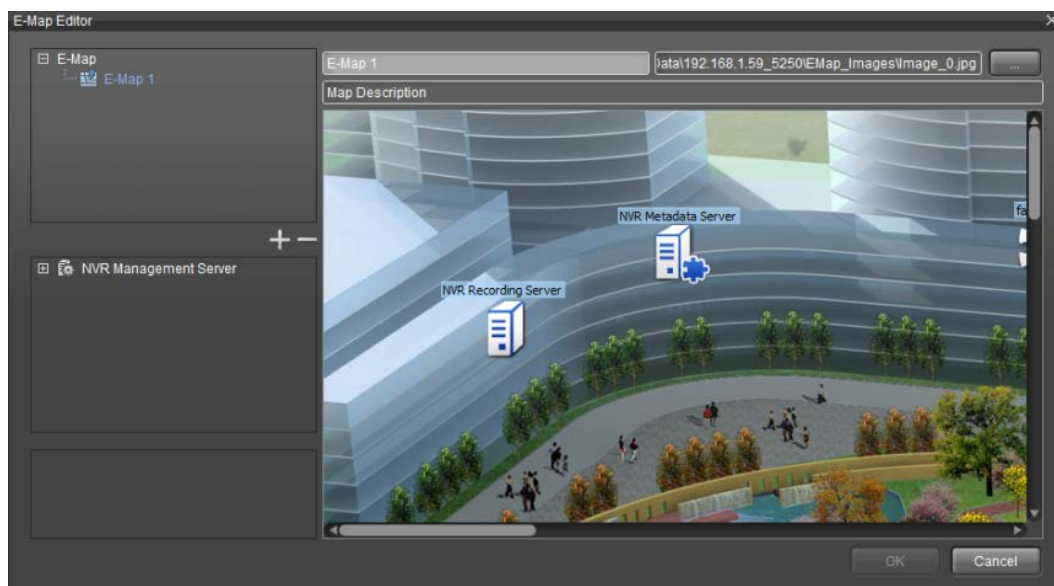 E-Map Editor
E-Map
E-Map 1
E-Map 1
)ata\192.168.1.59_5250\EMap_Images\Image_0.jpg
...
Map Description
NVR Metadata Server
fa
NVR Recording Server
NVR Management Server
OK
Cancel